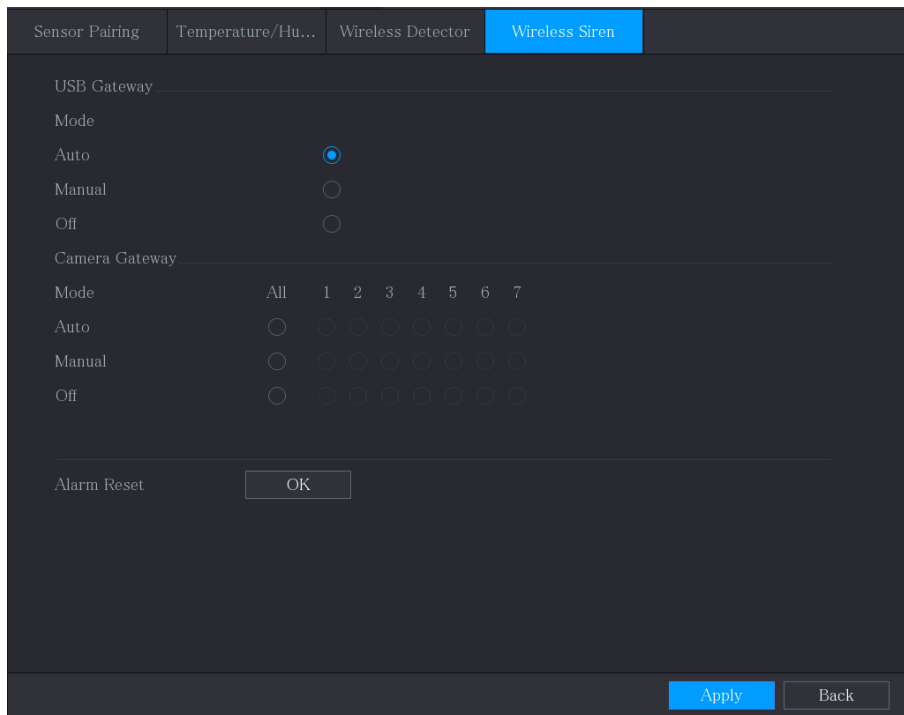 Sensor Pairing Temperature/Hu... Wireless Detector Wireless Siren
USB Gateway
Mode
Auto
Manual
Off
Camera Gateway
Mode All 1 2 3 4 5 6 7
Auto
Manual
Off
Alarm Reset OK
Apply Back